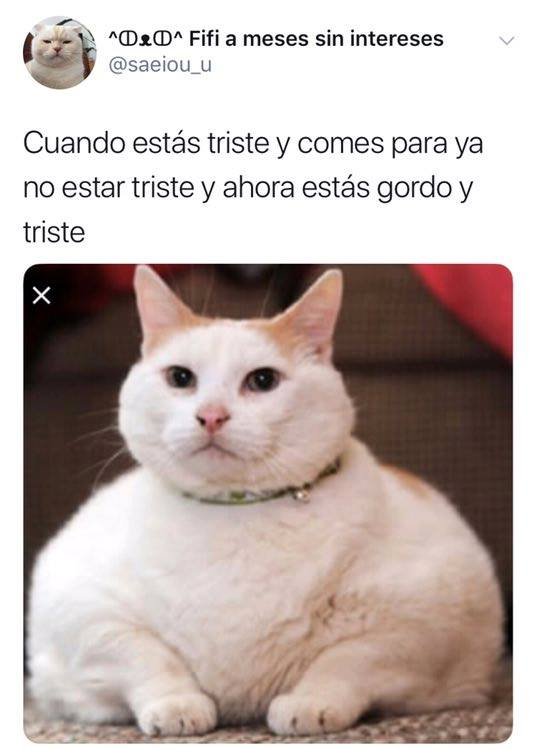 ^ↀᴥↀ^ Fifi a meses sin intereses
@saeiou_u
Cuando estás triste y comes para ya
no estar triste y ahora estás gordo y
triste